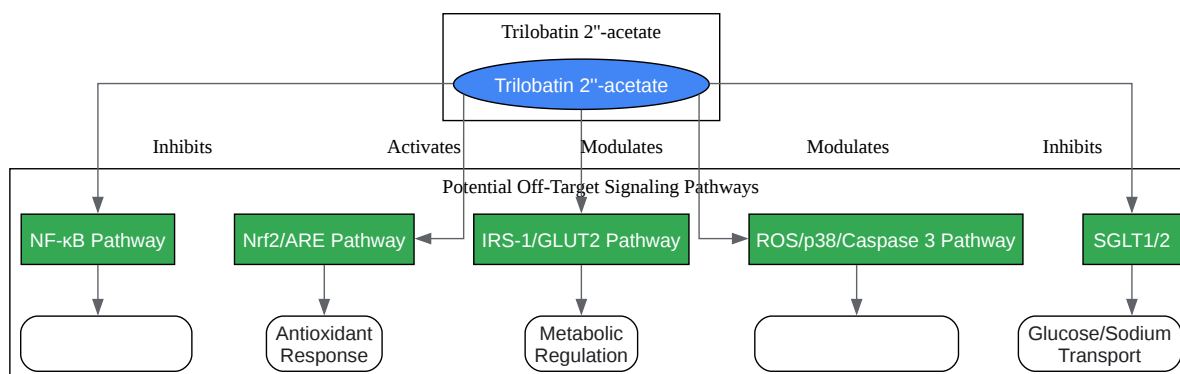 Trilobatin 2"-acetate
Trilobatin 2''-acetate
Inhibits
Activates
Modulates
Modulates
Inhibits
Potential Off-Target Signaling Pathways
NF-κB Pathway
Nrf2/ARE Pathway
IRS-1/GLUT2 Pathway
ROS/p38/Caspase 3 Pathway
SGLT1/2
Antioxidant
Response
Metabolic
Regulation
Glucose/Sodium
Transport